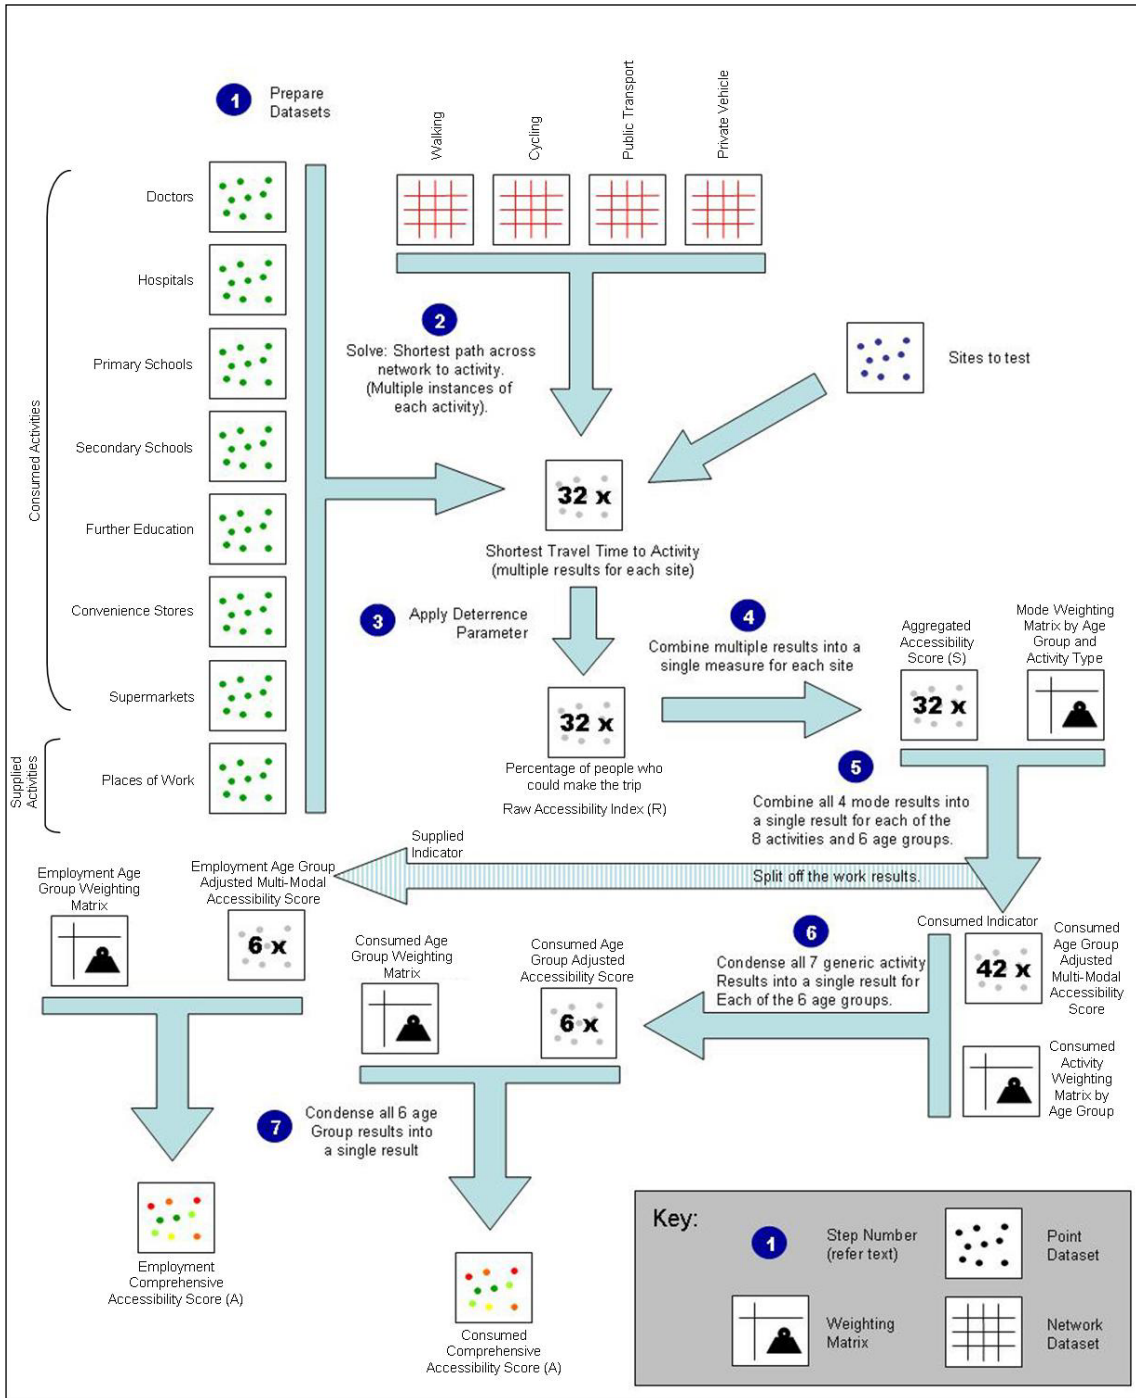 1
Prepare
Datasets
Walking
Cycling
Public Transport
Private Vehicle
Consumed Activities
Doctors
Hospitals
Primary Schools
Secondary Schools
Further Education
Convenience Stores
Supermarkets
Supplied
Activities
Places of Work
2
Solve: Shortest path across
network to activity.
(Multiple instances of
each activity).
Sites to test
32 x
Shortest Travel Time to Activity
(multiple results for each site)
3
Apply Deterrence
Parameter
32 x
Percentage of people who
could make the trip
Raw Accessibility Index (R)
4
Combine multiple results into a
single measure for each site
Aggregated
Accessibility
Score (S)
32 x
Mode Weighting
Matrix by Age
Group and
Activity Type
5
Combine all 4 mode results into
a single result for each of the
8 activities and 6 age groups.
Supplied
Indicator
Split off the work results.
Employment Age
Group Weighting
Matrix
Employment Age Group
Adjusted Multi-Modal
Accessibility Score
6 x
Consumed Age
Group Weighting
Matrix
Consumed Age
Group Adjusted
Accessibility Score
6 x
6
Condense all 7 generic activity
Results into a single result for
Each of the 6 age groups.
Consumed Indicator
42 x
Consumed
Age Group
Adjusted
Multi-Modal
Accessibility
Score
Consumed
Activity
Weighting
Matrix by
Age Group
7
Condense all 6 age
Group results into
a single result
Employment
Comprehensive
Accessibility Score (A)
Consumed
Comprehensive
Accessibility Score (A)
Key:
1
Step Number
(refer text)
Point
Dataset
Weighting
Matrix
Network
Dataset